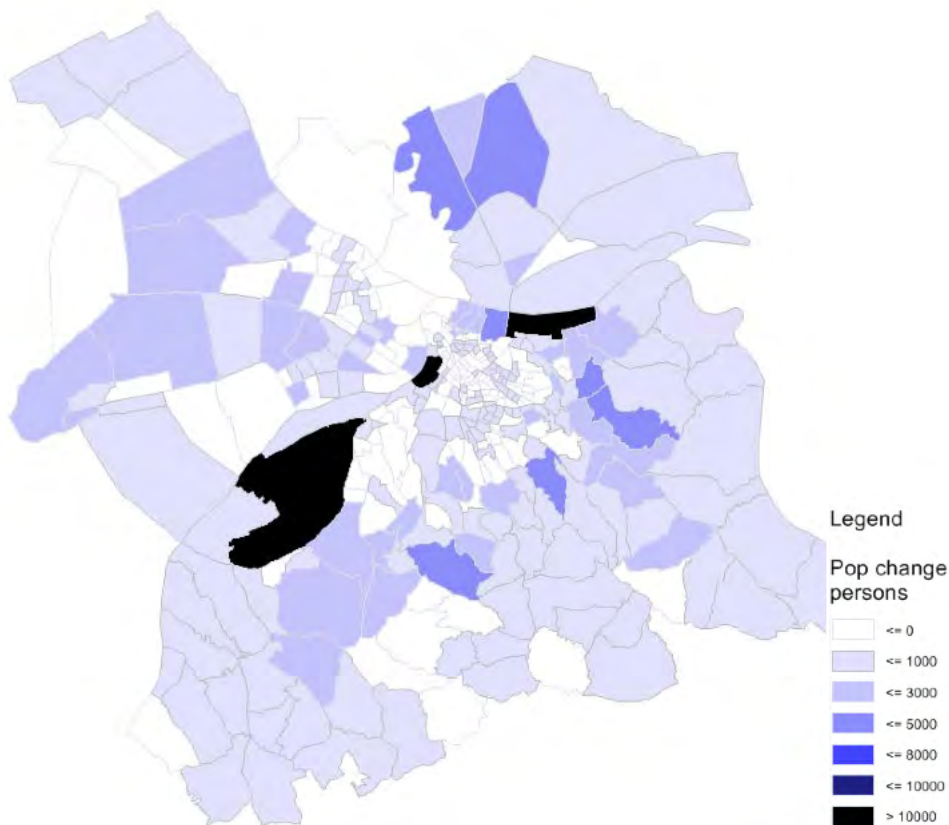 Legend
Pop change
persons
<= 0
<= 1000
<= 3000
<= 5000
<= 8000
<= 10000
> 10000